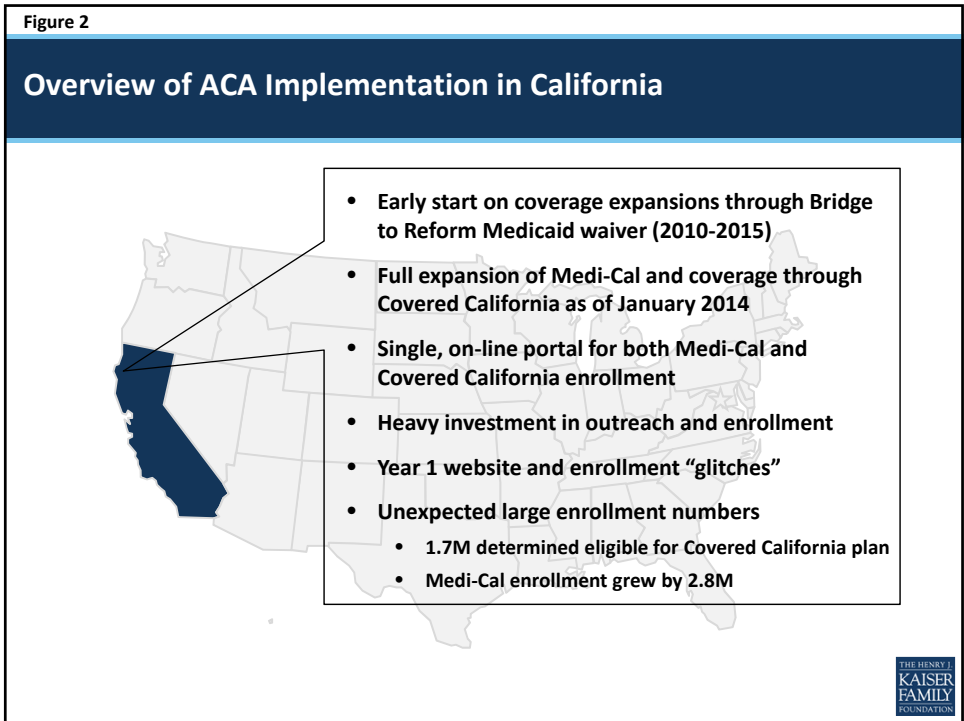 Figure 2
Overview of ACA Implementation in California
• Early start on coverage expansions through Bridge
to Reform Medicaid waiver (2010-2015)
• Full expansion of Medi-Cal and coverage through
Covered California as of January 2014
• Single, on-line portal for both Medi-Cal and
Covered California enrollment
• Heavy investment in outreach and enrollment
• Year 1 website and enrollment “glitches”
• Unexpected large enrollment numbers
• 1.7M determined eligible for Covered California plan
• Medi-Cal enrollment grew by 2.8M
THE HENRY J.
KAISER
FAMILY
FOUNDATION